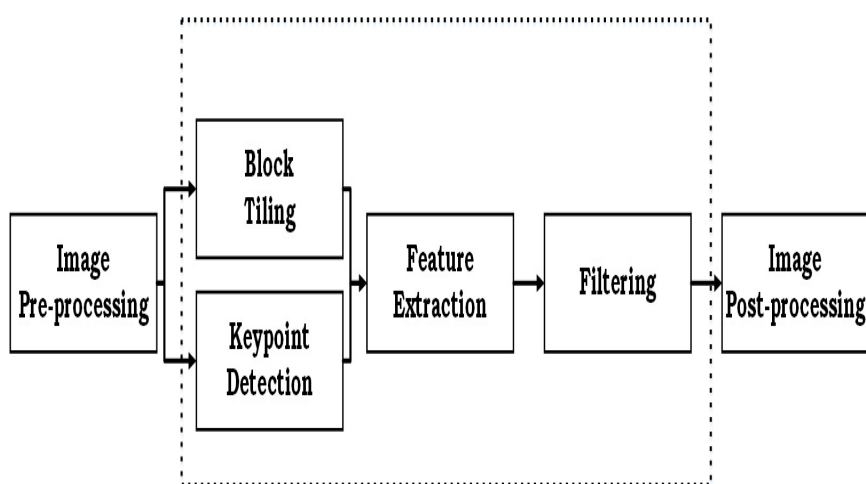 Image
Pre-processing
Block
Tiling
Keypoint
Detection
Feature
Extraction
Filtering
Image
Post-processing